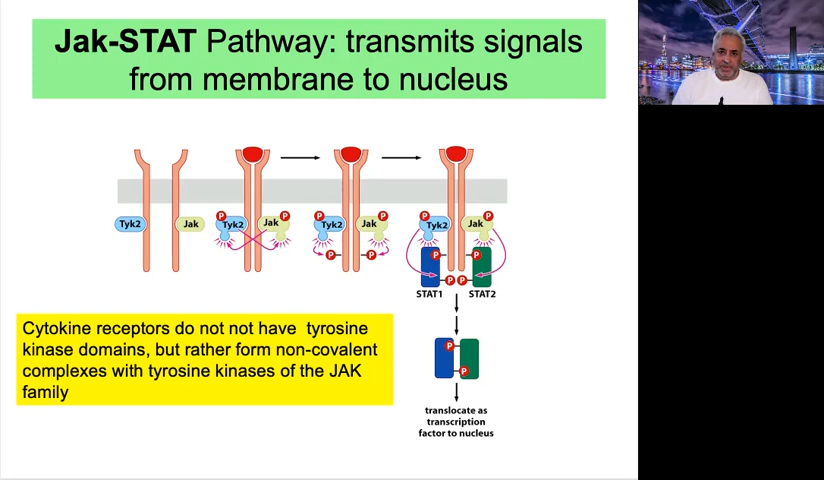 Jak-STAT Pathway: transmits signals
from membrane to nucleus
Tyk2
Jak
P
Tyk2
Jak
P
P
Tyk2
Jak
P
P
P
P
Tyk2
Jak
P
P
P
P
P
STAT1
STAT2
P
P
Cytokine receptors do not not have tyrosine
kinase domains, but rather form non-covalent
complexes with tyrosine kinases of the JAK
family
translocate as
transcription
factor to nucleus